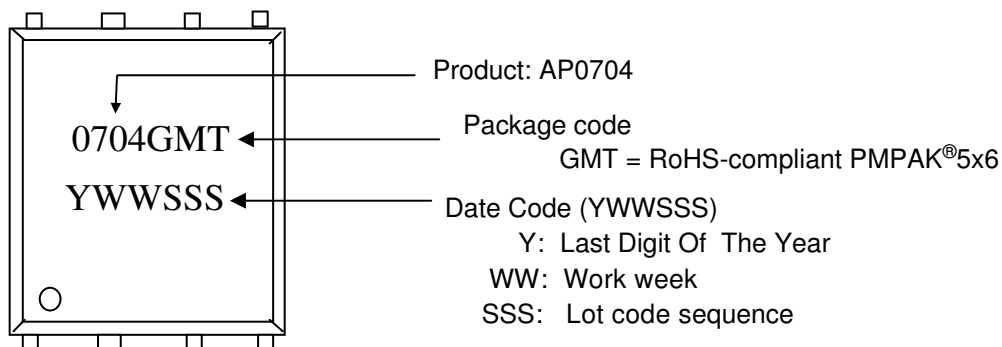 Product: AP0704
0704GMT
Package code
GMT = RoHS-compliant PMPAK®5x6
YWWSSS
Date Code (YWWSSS)
Y: Last Digit Of The Year
WW: Work week
SSS: Lot code sequence